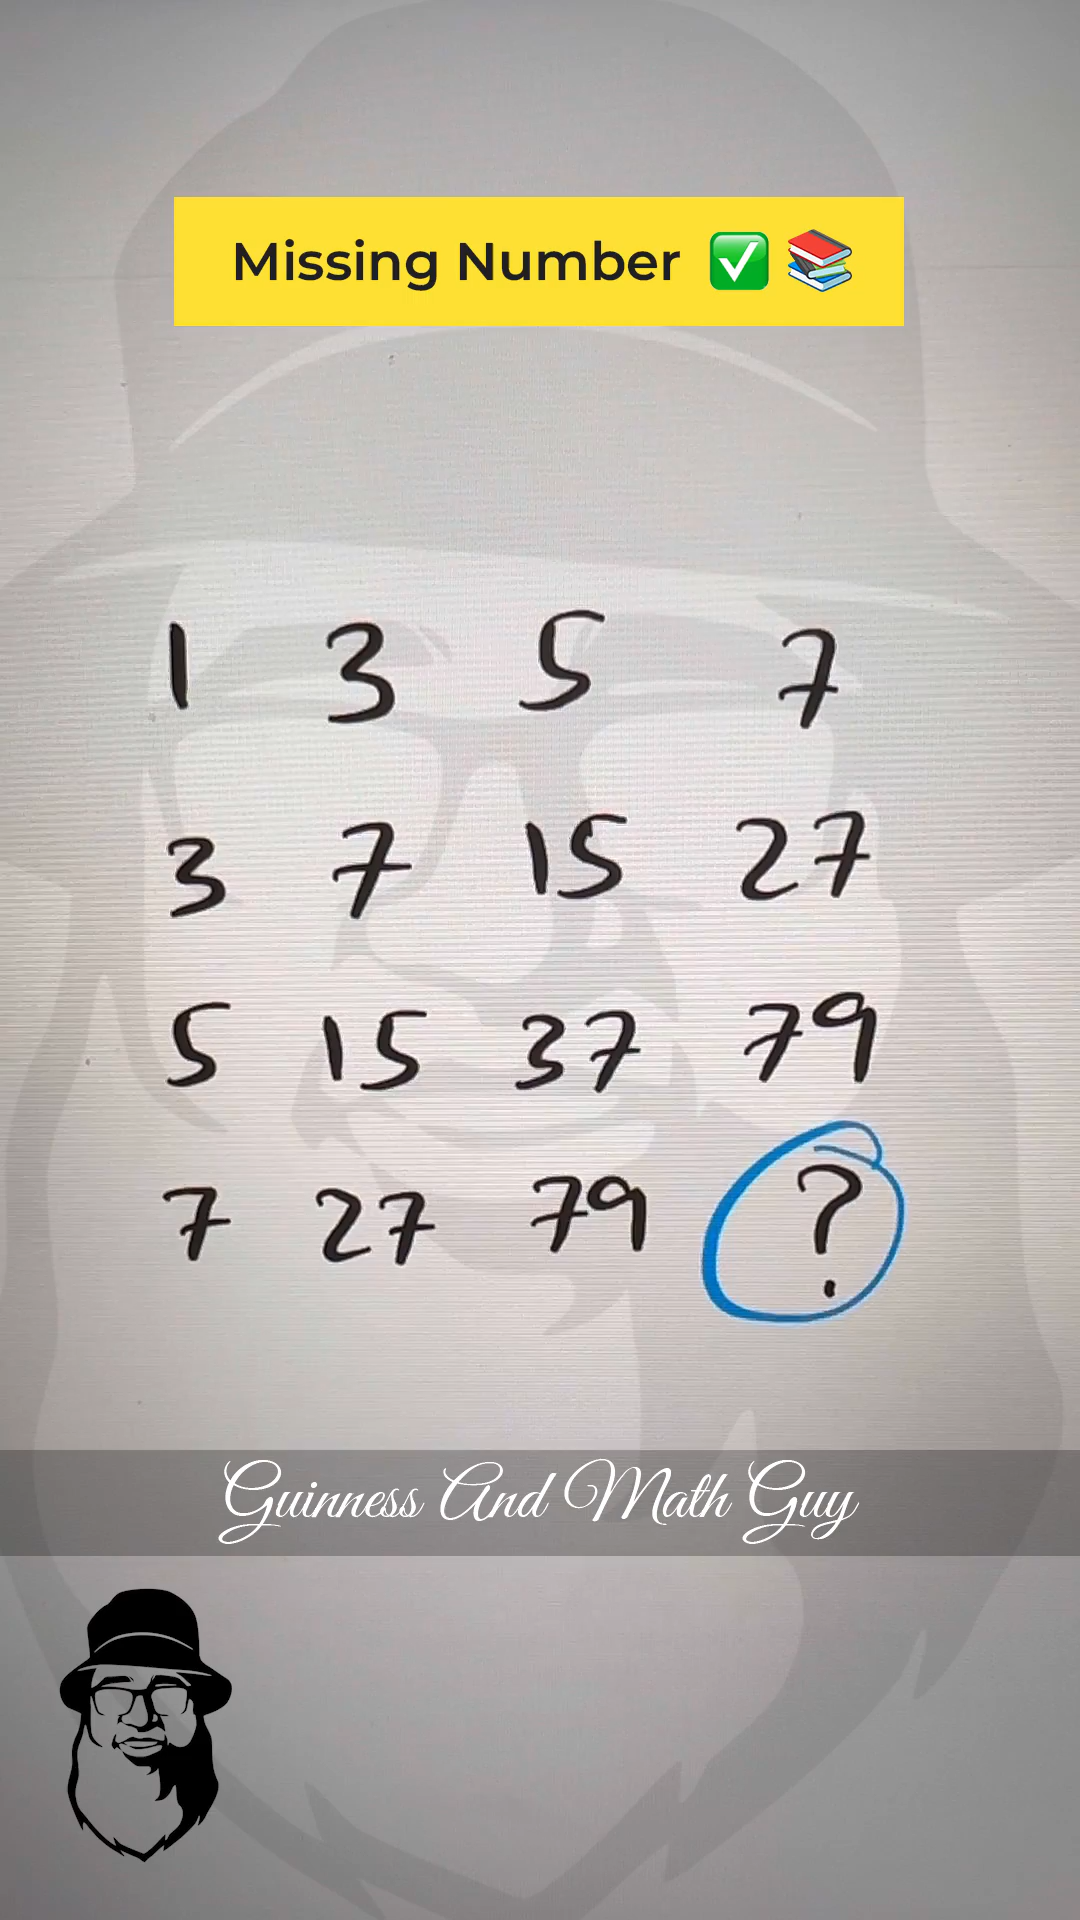 Missing Number ✅ 📚
1 3 5 7
3 7 15 27
5 15 37 79
7 27 79 ?
Guinness And Math Guy